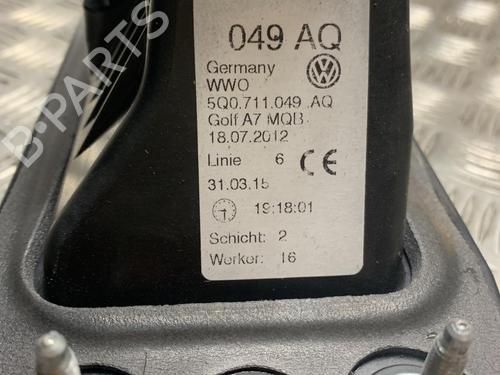 049 AQ
Germany
WWO
5Q0.711.049 AQ
Golf A7 MQB
18.07.2012
Linie 6 CE
31.03.15
19:18:01
Schicht: 2
Werker: 16
B-PARTS